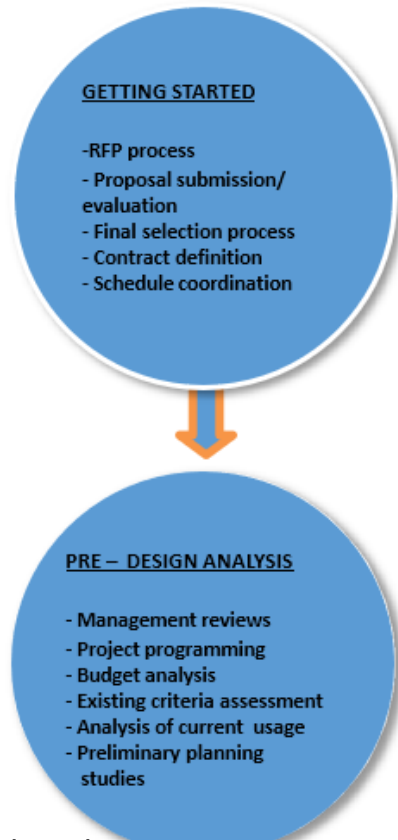 GETTING STARTED
-RFP process
- Proposal submission/
evaluation
- Final selection process
- Contract definition
- Schedule coordination
PRE – DESIGN ANALYSIS
- Management reviews
- Project programming
- Budget analysis
- Existing criteria assessment
- Analysis of current usage
- Preliminary planning
studies